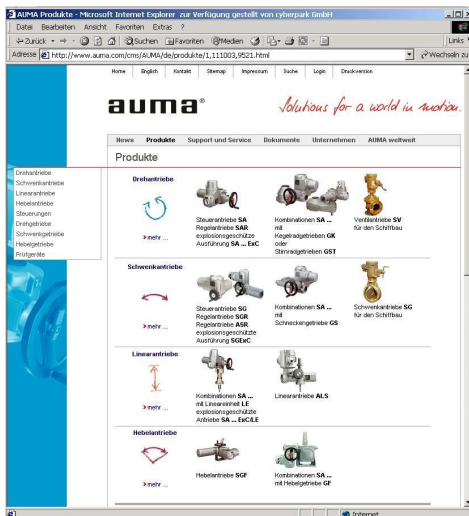 AUMA Produkte - Microsoft Internet Explorer zur Verfügung gestellt von cyberpark GmbH
Datei Bearbeiten Ansicht Favoriten Extras ?
Zurück Suchen Favoriten Medien Links
Adresse http://www.auma.com/cms/AUMA/de/produkte/1,111003,9521.html Wechseln zu
Home English Kontakt Sitemap Impressum Suche Login Druckversion
auma®
Solutions for a world in motion.
News Produkte Support und Service Dokumente Unternehmen AUMA weltweit
Produkte
Drehantriebe
Schwenkantriebe
Linearantriebe
Hebelantriebe
Steuerungen
Drehgetriebe
Schwenkgetriebe
Hebelgetriebe
Prüfgeräte
Drehantriebe
mehr ...
Steuerantriebe SA
Regelantriebe SAR
explosionsgeschütze
Ausführung SA ... ExC
Kombinationen SA ...
mit
Kegelradgetrieben GK
oder
Stirnradgetrieben GST
Ventilantriebe SV
für den Schiffbau
Schwenkantriebe
mehr ...
Steuerantriebe SG
Regelantriebe SGR
Regelantriebe ASR
explosionsgeschützte
Ausführung SGExC
Kombinationen SA ...
mit
Schneckengetriebe GS
Schwenkantriebe SG
für den Schiffbau
Linearantriebe
mehr ...
Kombinationen SA ...
mit Lineareinheit LE
explosionsgeschützte
Antriebe SA ... ExC/LE
Linearantriebe ALS
Hebelantriebe
mehr ...
Hebelantriebe SGF
Kombinationen SA ...
mit Hebelgetriebe GF
Internet